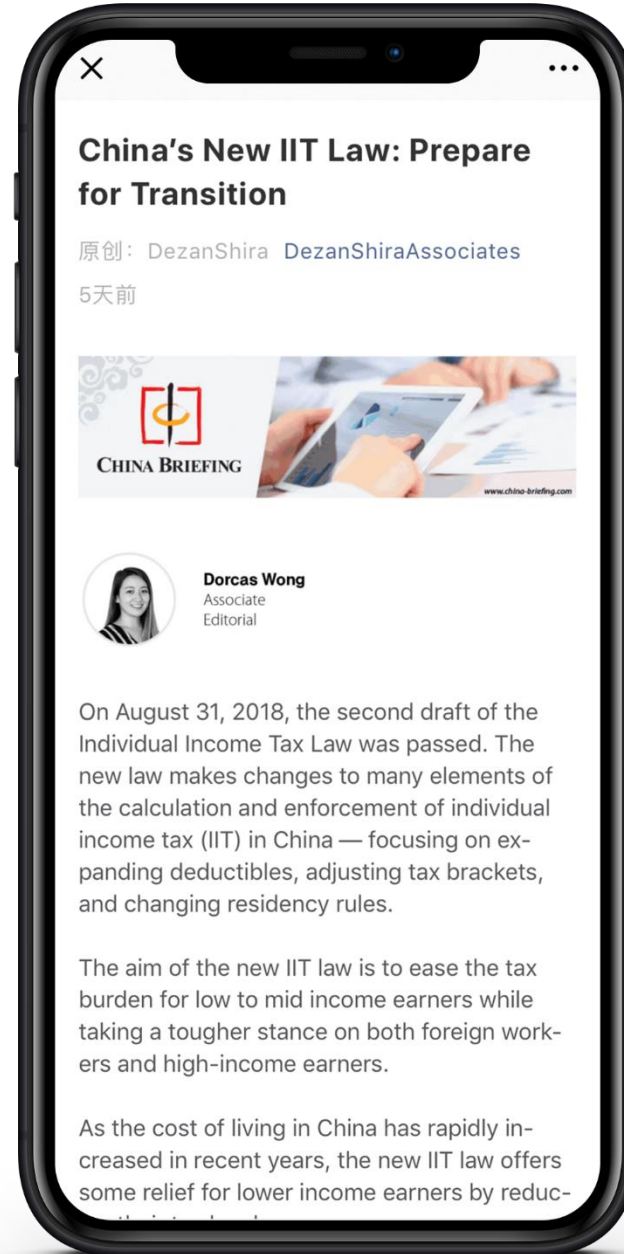 China's New IIT Law: Prepare
for Transition
原创: DezanShira DezanShiraAssociates
5天前
CHINA BRIEFING
www.china-briefing.com
Dorcas Wong
Associate
Editorial
On August 31, 2018, the second draft of the
Individual Income Tax Law was passed. The
new law makes changes to many elements of
the calculation and enforcement of individual
income tax (IIT) in China — focusing on ex-
panding deductibles, adjusting tax brackets,
and changing residency rules.
The aim of the new IIT law is to ease the tax
burden for low to mid income earners while
taking a tougher stance on both foreign work-
ers and high-income earners.
As the cost of living in China has rapidly in-
creased in recent years, the new IIT law offers
some relief for lower income earners by reduc-